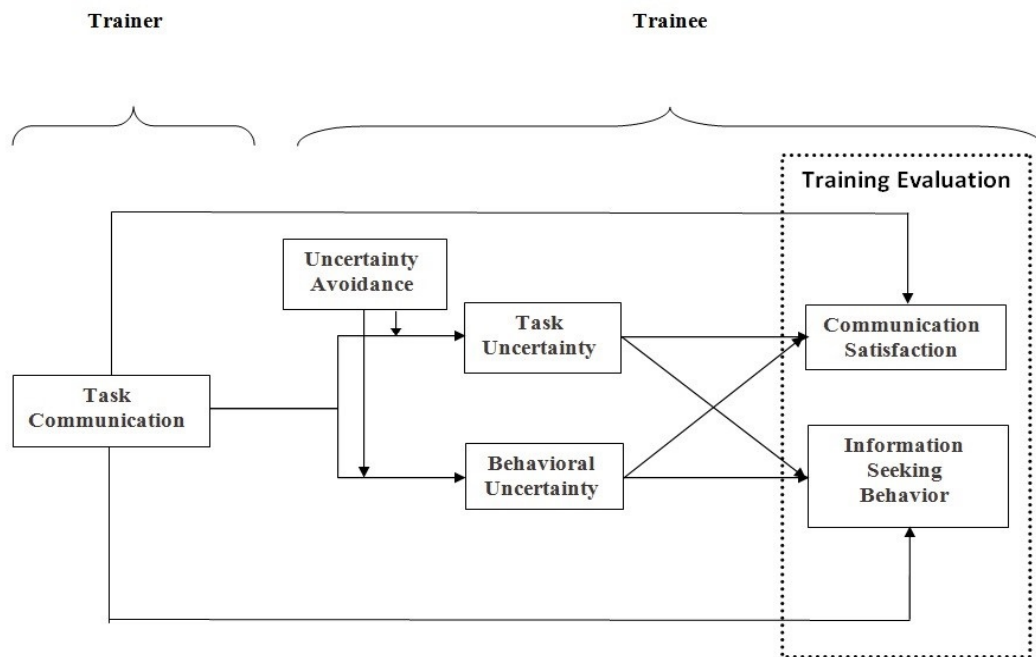 Trainer
Trainee
Training Evaluation
Uncertainty
Avoidance
Task
Uncertainty
Communication
Satisfaction
Task
Communication
Behavioral
Uncertainty
Information
Seeking
Behavior